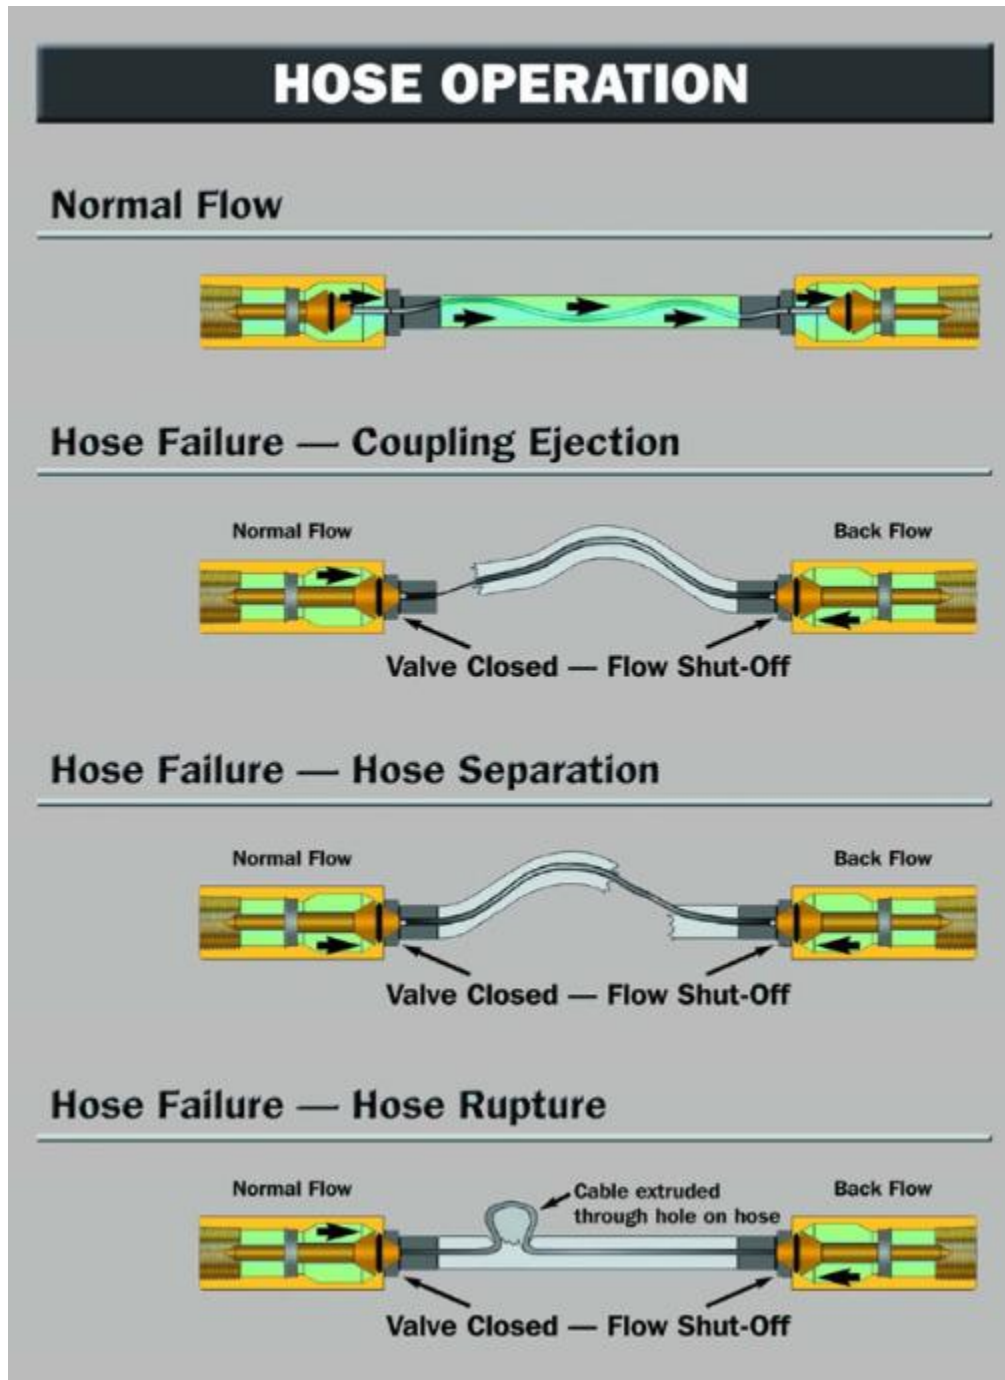 HOSE OPERATION
Normal Flow
Hose Failure — Coupling Ejection
Normal Flow
Back Flow
Valve Closed — Flow Shut-Off
Hose Failure — Hose Separation
Normal Flow
Back Flow
Valve Closed — Flow Shut-Off
Hose Failure — Hose Rupture
Normal Flow
Cable extruded
through hole on hose
Back Flow
Valve Closed — Flow Shut-Off